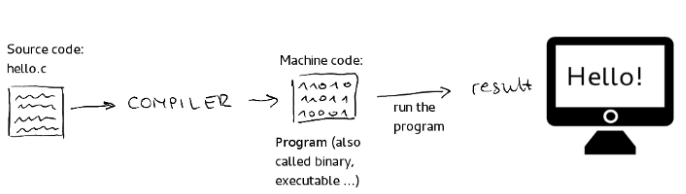 Source code:
hello.c
COMPILER
Machine code:
11010
11011
10001
Program (also
called binary,
executable ...)
run the
program
result
Hello!